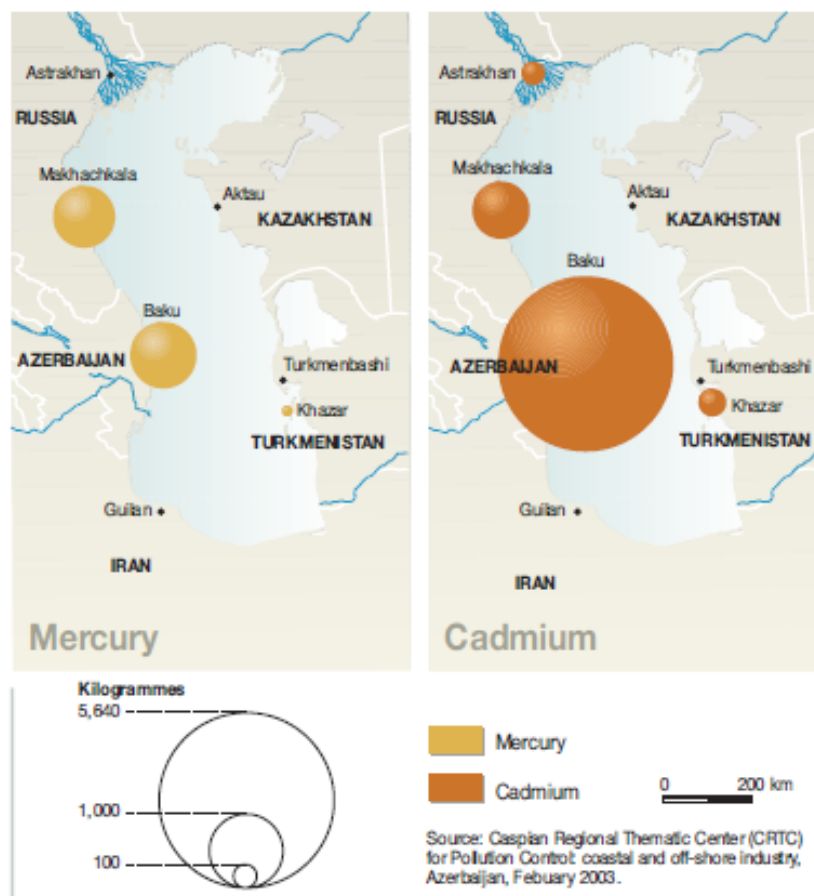 Astrakhan
RUSSIA
Makhachkala
Aktau
KAZAKHSTAN
Baku
AZERBAIJAN
Turkmenbashi
Khazar
TURKMENISTAN
Guilan
IRAN
Mercury
Astrakhan
RUSSIA
Makhachkala
Aktau
KAZAKHSTAN
Baku
AZERBAIJAN
Turkmenbashi
Khazar
TURKMENISTAN
Guilan
IRAN
Cadmium
Kilogrammes
5,640
1,000
100
Mercury
Cadmium
0 200 km
Source: Caspian Regional Thematic Center (CRTC)
for Pollution Control: coastal and off-shore industry,
Azerbaijan, Febuary 2003.